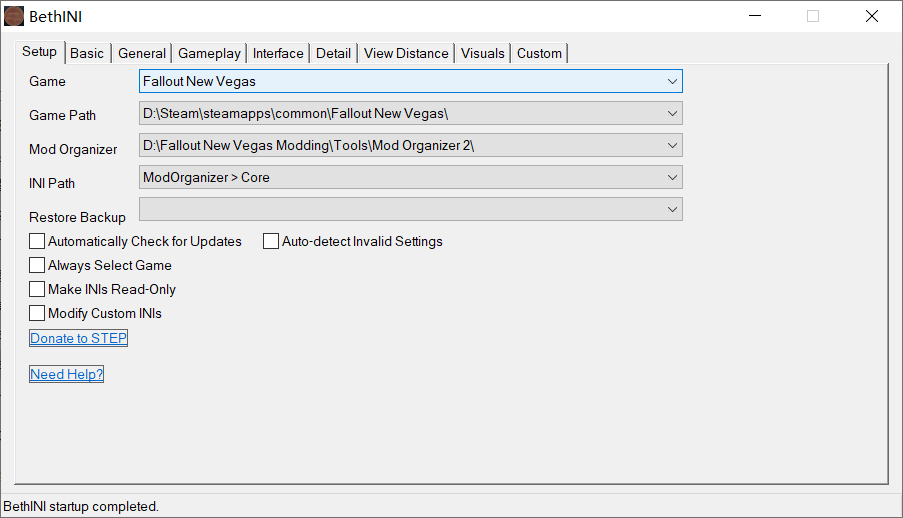 BethINI
Setup Basic General Gameplay Interface Detail View Distance Visuals Custom
Game Fallout New Vegas
Game Path D:\Steam\steamapps\common\Fallout New Vegas\
Mod Organizer D:\Fallout New Vegas Modding\Tools\Mod Organizer 2\
INI Path ModOrganizer > Core
Restore Backup
Automatically Check for Updates Auto-detect Invalid Settings
Always Select Game
Make INIs Read-Only
Modify Custom INIs
Donate to STEP
Need Help?
BethINI startup completed.